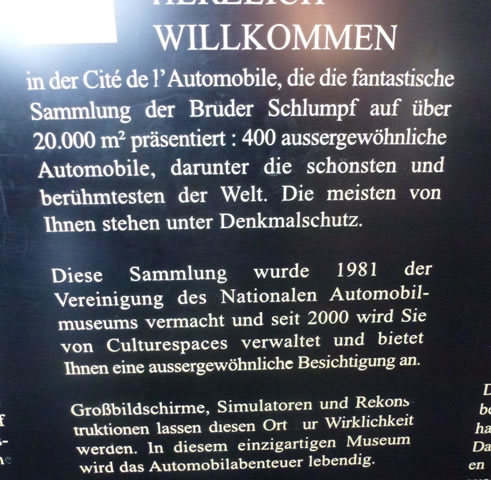 HERZLICH
WILLKOMMEN
in der Cité de l'Automobile, die die fantastische
Sammlung der Bruder Schlumpf auf über
20.000 m² präsentiert : 400 aussergewöhnliche
Automobile, darunter die schönsten und
berühmtesten der Welt. Die meisten von
Ihnen stehen unter Denkmalschutz.
Diese Sammlung wurde 1981 der
Vereinigung des Nationalen Automobil-
museums vermacht und seit 2000 wird Sie
von Culturespaces verwaltet und bietet
Ihnen eine aussergewöhnliche Besichtigung an.
Großbildschirme, Simulatoren und Rekons
truktionen lassen diesen Ort ur Wirklichkeit
werden. In diesem einzigartigen Museum
wird das Automobilabenteuer lebendig.